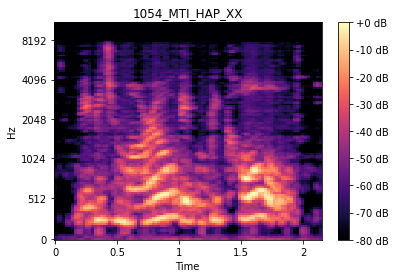 1054_MTI_HAP_XX
Hz
8192
4096
2048
1024
512
0
0
0.5
1
1.5
2
Time
+0 dB
-10 dB
-20 dB
-30 dB
-40 dB
-50 dB
-60 dB
-70 dB
-80 dB